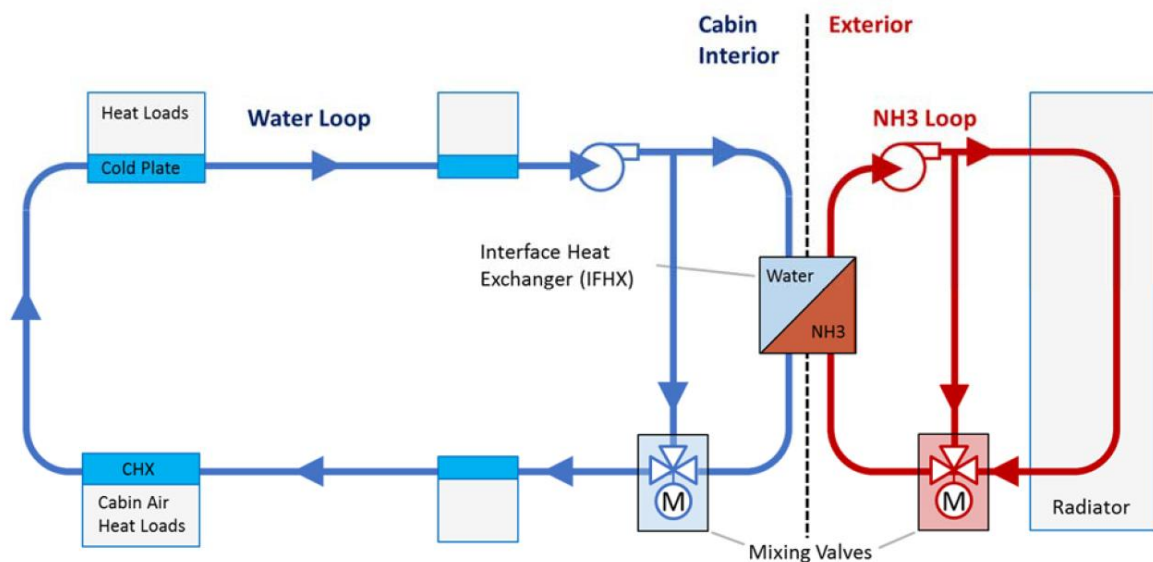 Cabin
Interior
Exterior
Heat Loads
Cold Plate
Water Loop
NH3 Loop
Interface Heat
Exchanger (IFHX)
Water
NH3
CHX
Cabin Air
Heat Loads
M
M
Mixing Valves
Radiator